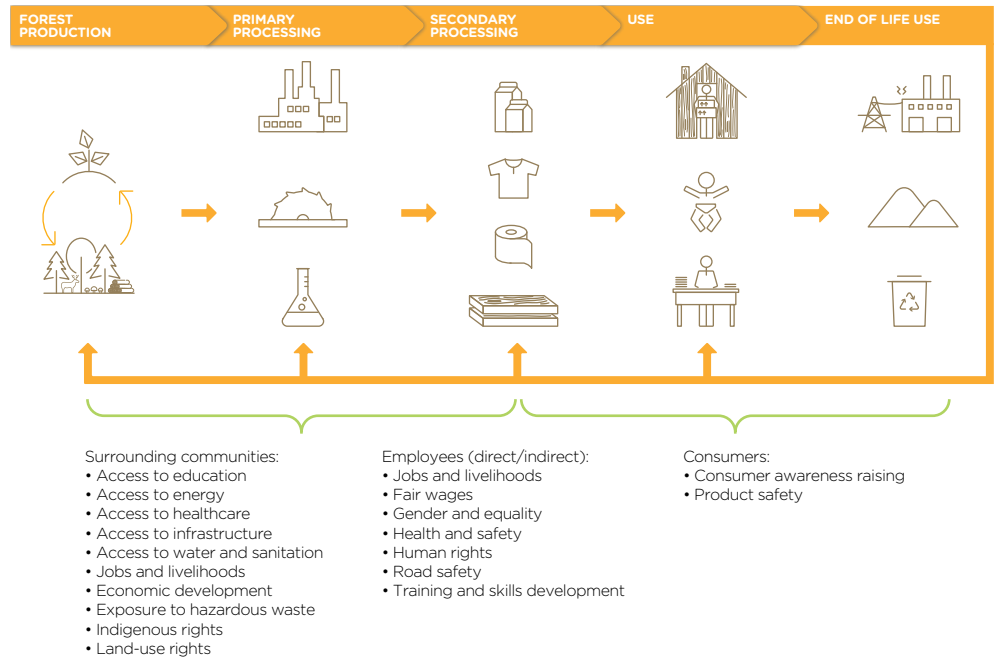 FOREST
PRODUCTION
PRIMARY
PROCESSING
SECONDARY
PROCESSING
USE
END OF LIFE USE
Surrounding communities:
• Access to education
• Access to energy
• Access to healthcare
• Access to infrastructure
• Access to water and sanitation
• Jobs and livelihoods
• Economic development
• Exposure to hazardous waste
• Indigenous rights
• Land-use rights
Employees (direct/indirect):
• Jobs and livelihoods
• Fair wages
• Gender and equality
• Health and safety
• Human rights
• Road safety
• Training and skills development
Consumers:
• Consumer awareness raising
• Product safety